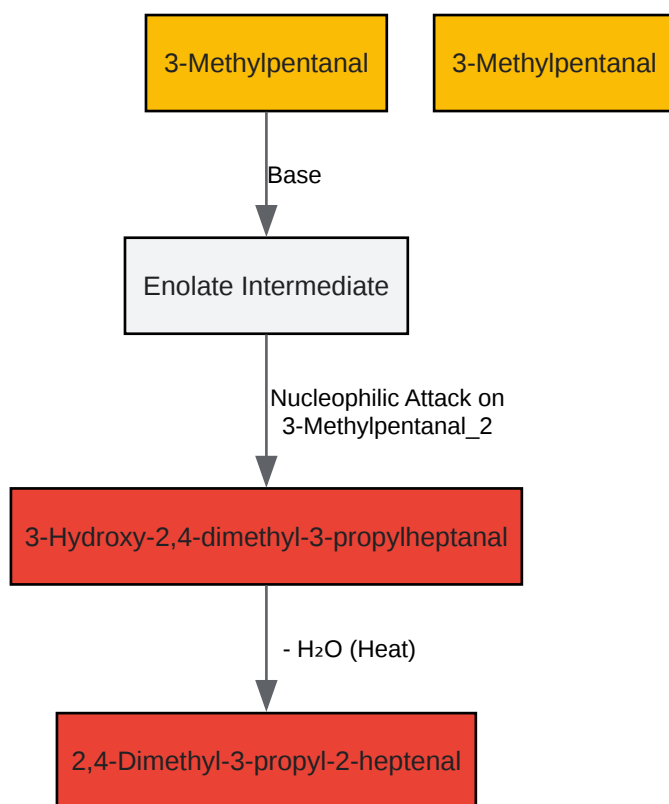 3-Methylpentanal
3-Methylpentanal
Base
Enolate Intermediate
Nucleophilic Attack on
3-Methylpentanal_2
3-Hydroxy-2,4-dimethyl-3-propylheptanal
- H₂O (Heat)
2,4-Dimethyl-3-propyl-2-heptenal